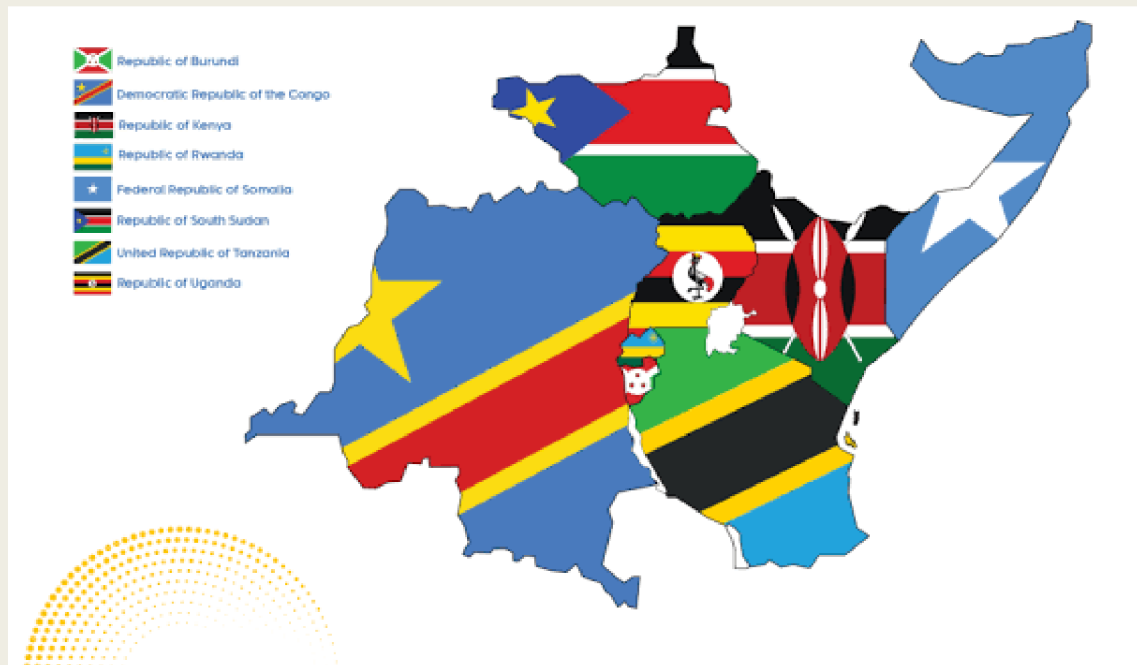 Republic of Burundi
Democratic Republic of the Congo
Republic of Kenya
Republic of Rwanda
Federal Republic of Somalia
Republic of South Sudan
United Republic of Tanzania
Republic of Uganda